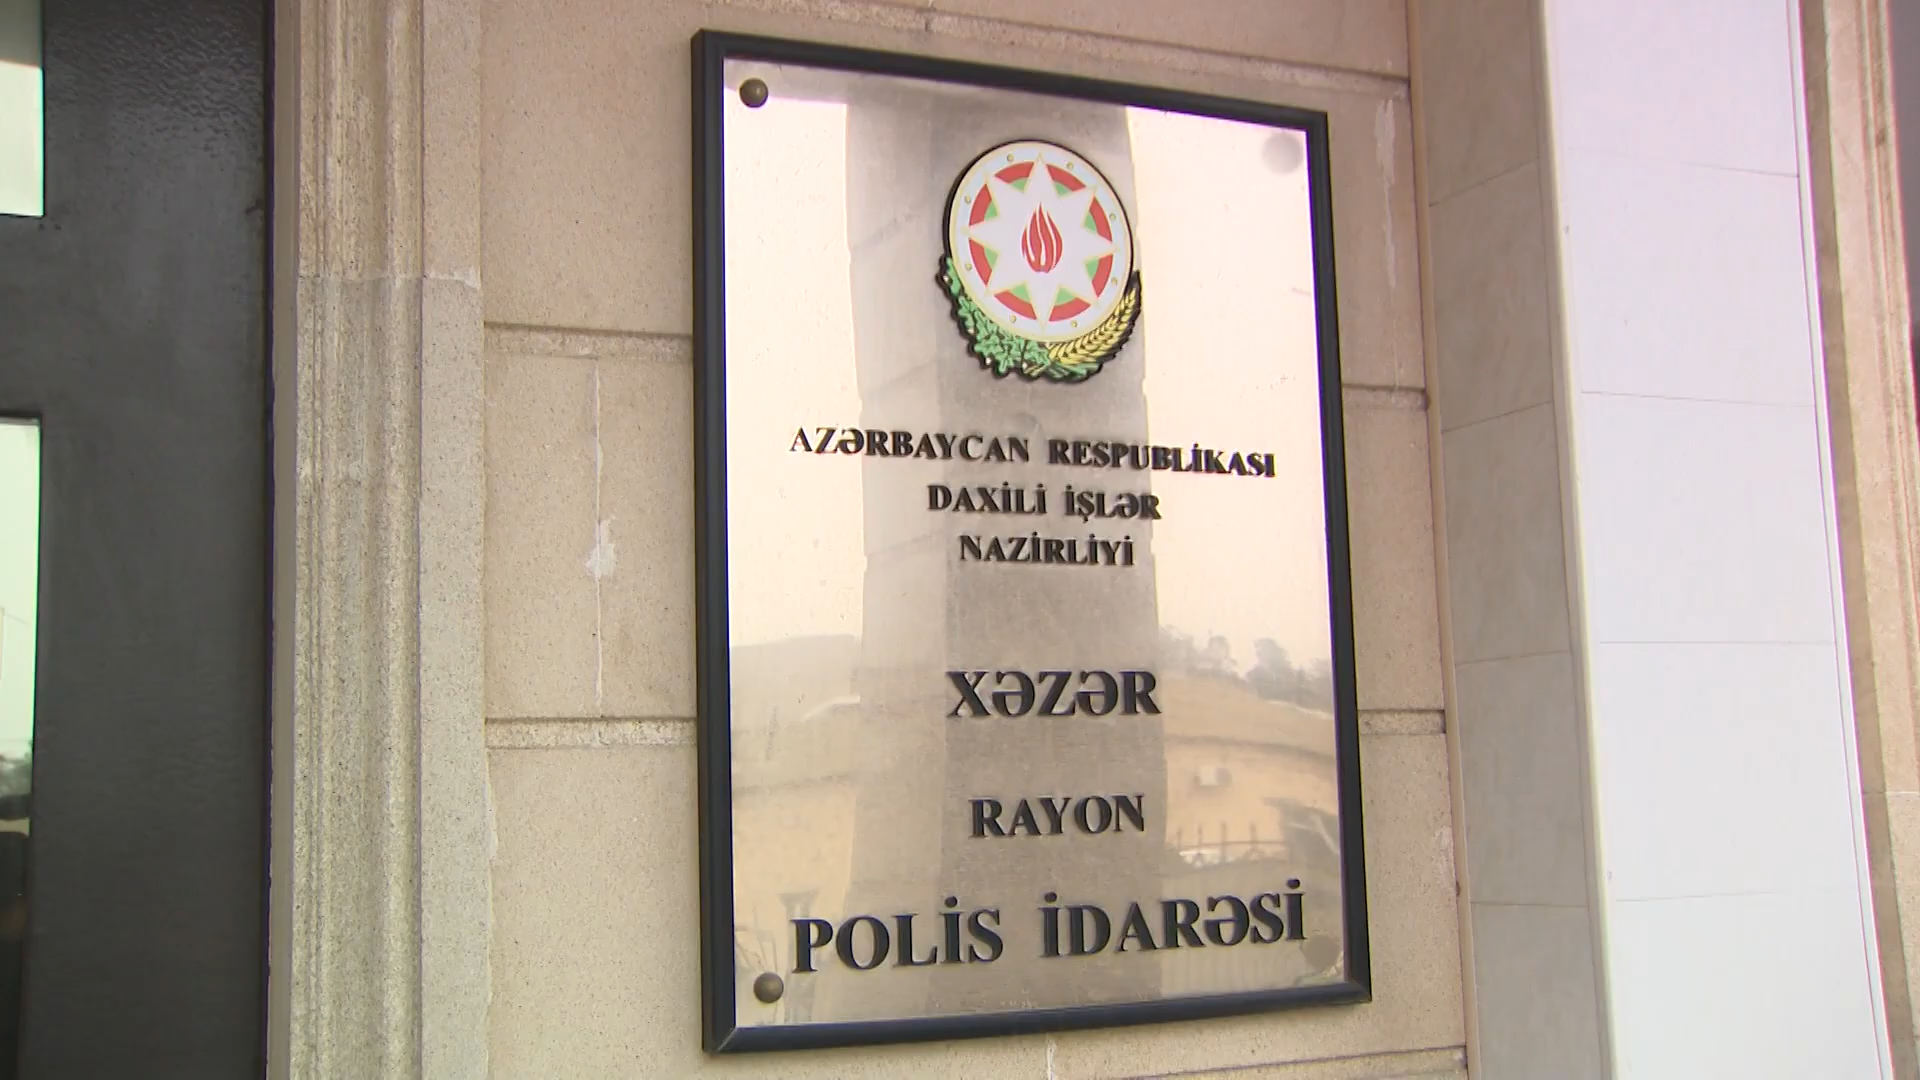 AZƏRBAYCAN RESPUBLİKASI
DAXİLİ İŞLƏR
NAZİRLİYİ
XƏZƏR
RAYON
POLİS İDARƏSİ